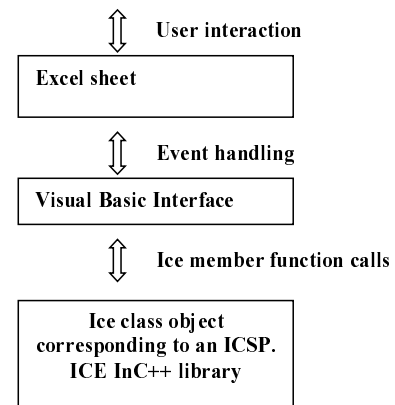 User interaction
Excel sheet
Event handling
Visual Basic Interface
Ice member function calls
Ice class object
corresponding to an ICSP.
ICE InC++ library